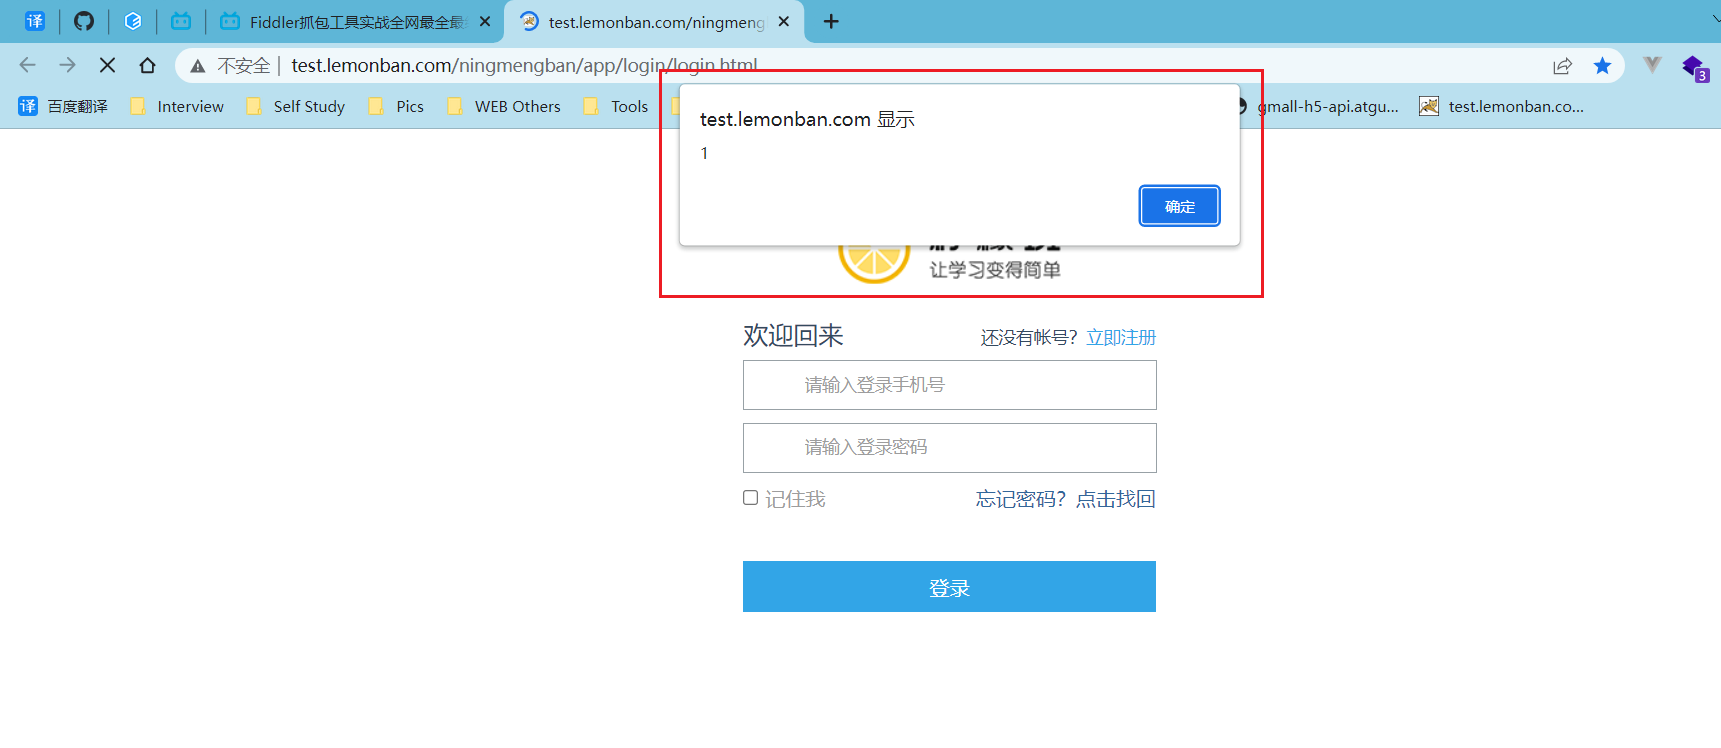 译
Fiddler抓包工具实战全网最全最
test.lemonban.com/ningmeng
不安全
test.lemonban.com/ningmengban/app/login/login.html
3
译 百度翻译
Interview
Self Study
Pics
WEB Others
Tools
gmall-h5-api.atgu...
test.lemonban.co...
test.lemonban.com 显示
1
确定
让学习变得简单
欢迎回来
还没有帐号？立即注册
请输入登录手机号
请输入登录密码
记住我
忘记密码？点击找回
登录